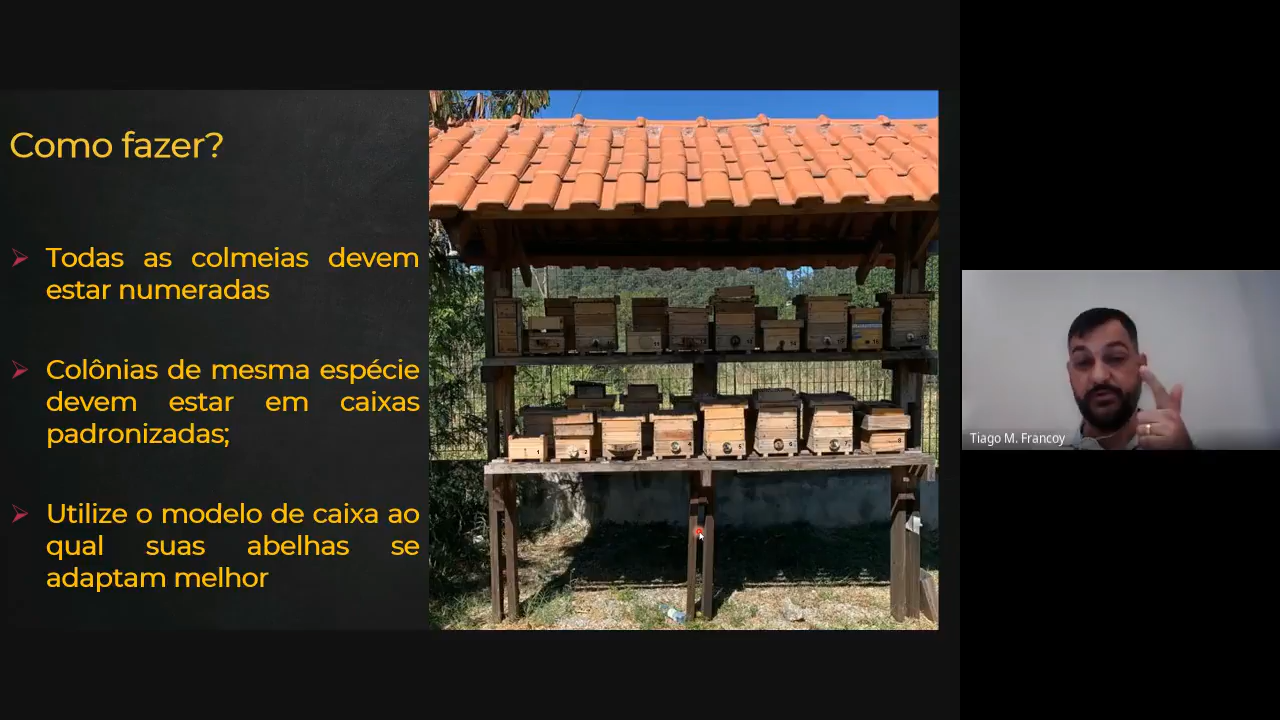 Como fazer?
Todas as colmeias devem
estar numeradas
Colônias de mesma espécie
devem estar em caixas
padronizadas;
Utilize o modelo de caixa ao
qual suas abelhas se
adaptam melhor
Tiago M. Francoy